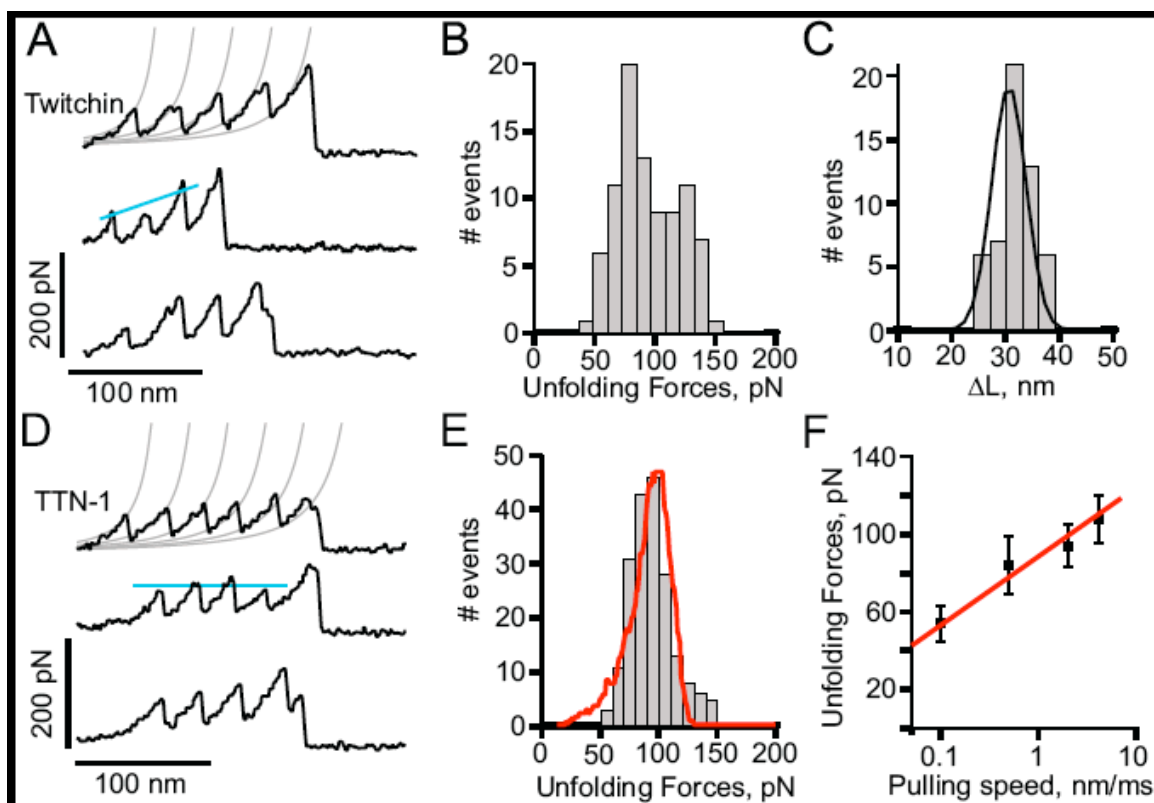 A
Twitchin
200 pN
100 nm
B
# events
20
15
10
5
0
0 50 100 150 200
Unfolding Forces, pN
C
# events
20
15
10
5
0
10 20 30 40 50
ΔL, nm
D
TTN-1
200 pN
100 nm
E
# events
50
40
30
20
10
0
0 50 100 150 200
Unfolding Forces, pN
F
Unfolding Forces, pN
140
100
60
20
0.1 1 10
Pulling speed, nm/ms